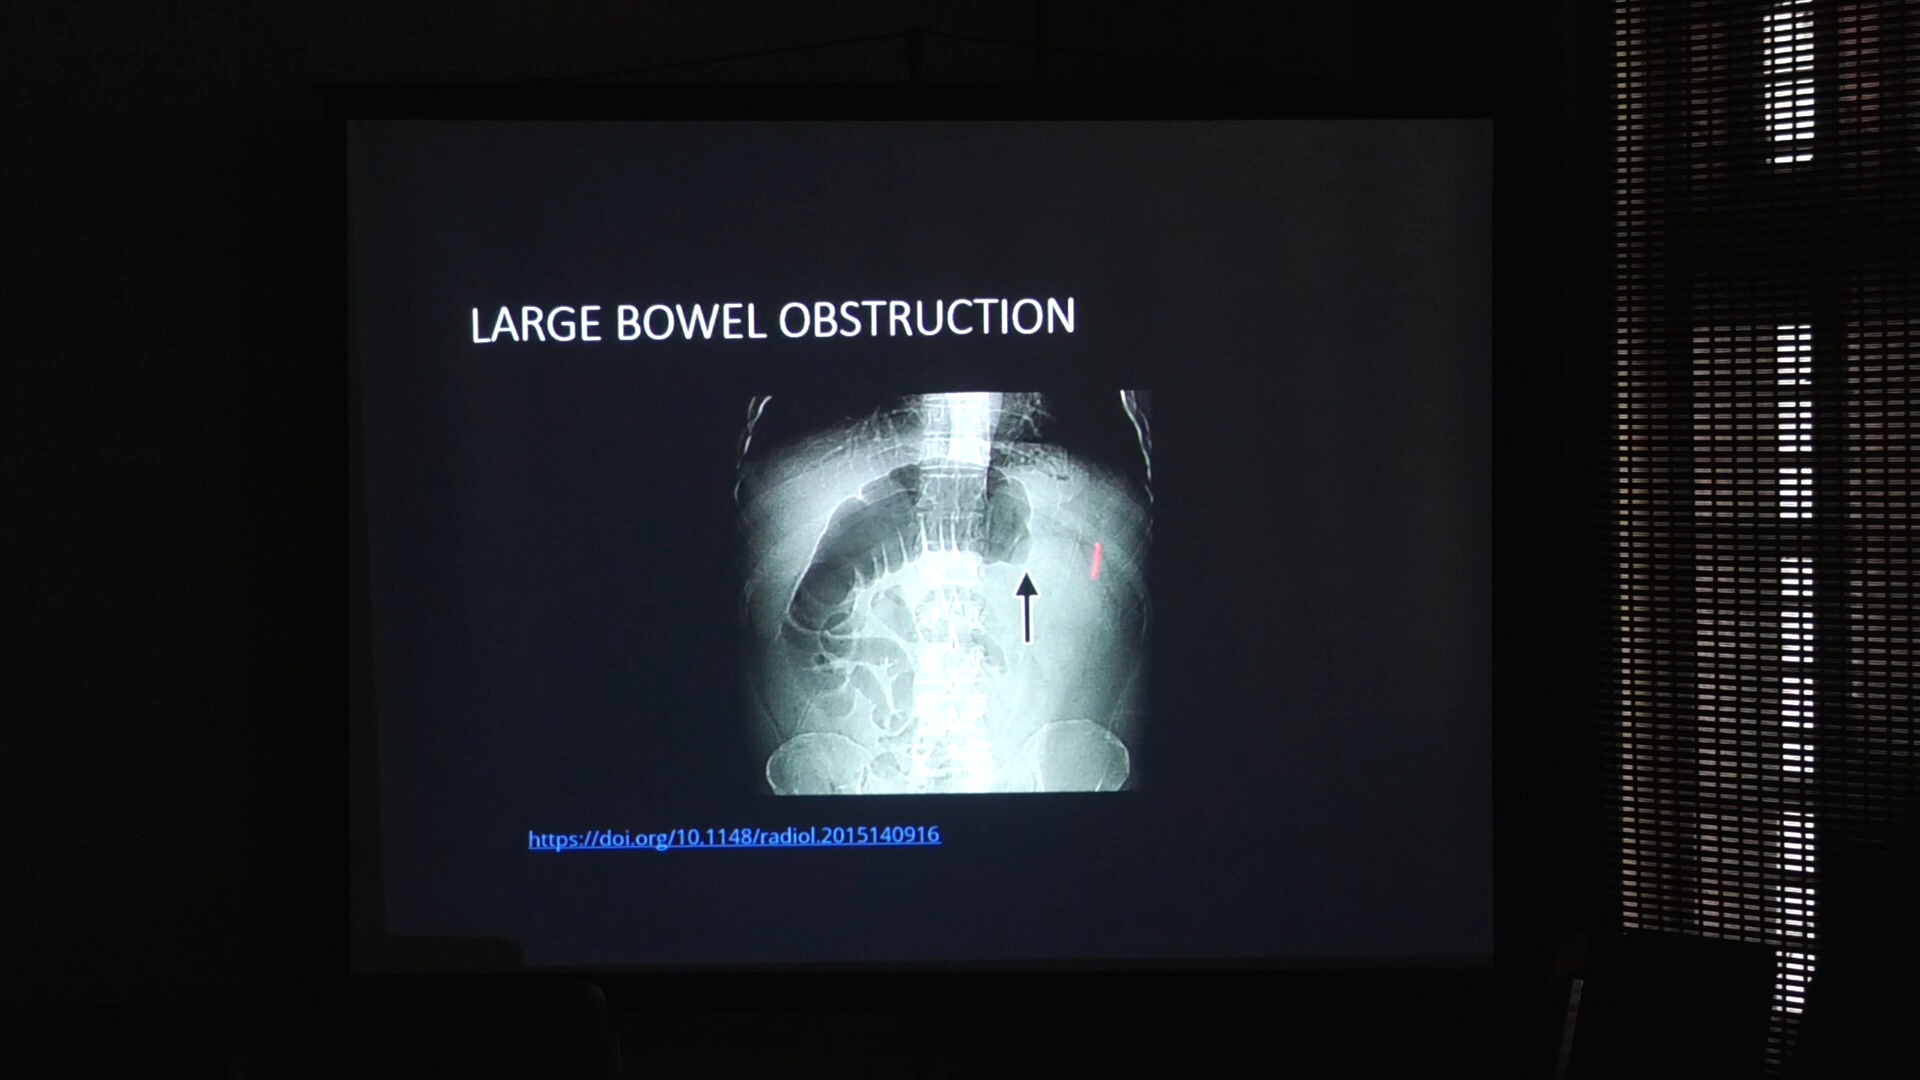 LARGE BOWEL OBSTRUCTION
https://doi.org/10.1148/radiol.2015140916